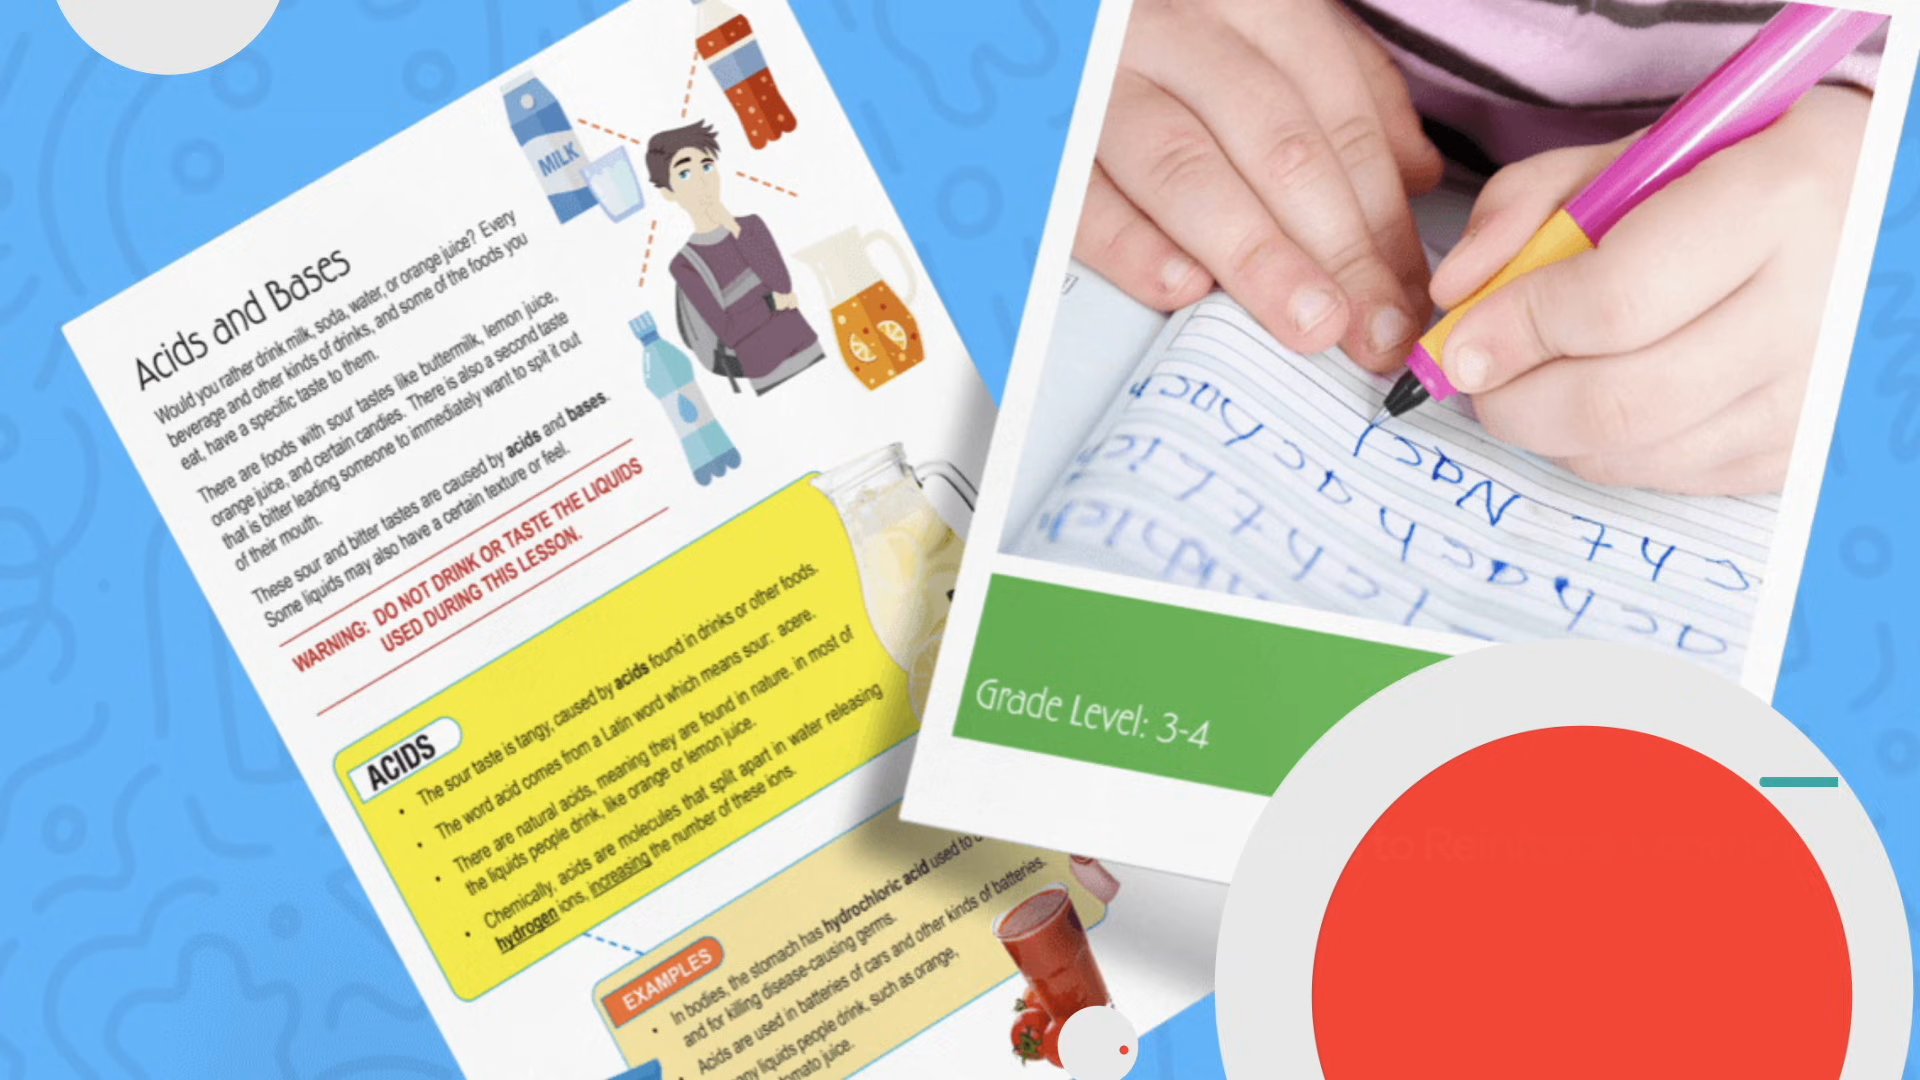 Acids and Bases
Would you rather drink milk, soda, water, or orange juice? Every
beverage and other kinds of drinks, and some of the foods you
eat, have a specific taste to them.
There are foods with sour tastes like buttermilk, lemon juice,
orange juice, and certain candies. There is also a second taste
that is bitter leading someone to immediately want to spit it out
of their mouth.
These sour and bitter tastes are caused by acids and bases.
Some liquids may also have a certain texture or feel.
WARNING: DO NOT DRINK OR TASTE THE LIQUIDS
USED DURING THIS LESSON.
MILK
ACIDS
• The sour taste is tangy, caused by acids found in drinks or other foods.
• The word acid comes from a Latin word which means sour: acere.
• There are natural acids, meaning they are found in nature. in most of
the liquids people drink, like orange or lemon juice.
• Chemically, acids are molecules that split apart in water releasing
hydrogen ions, increasing the number of these ions.
EXAMPLES
• In bodies, the stomach has hydrochloric acid used to
and for killing disease-causing germs.
• Acids are used in batteries of cars and other kinds of batteries.
many liquids people drink, such as orange,
tomato juice.
Grade Level: 3-4